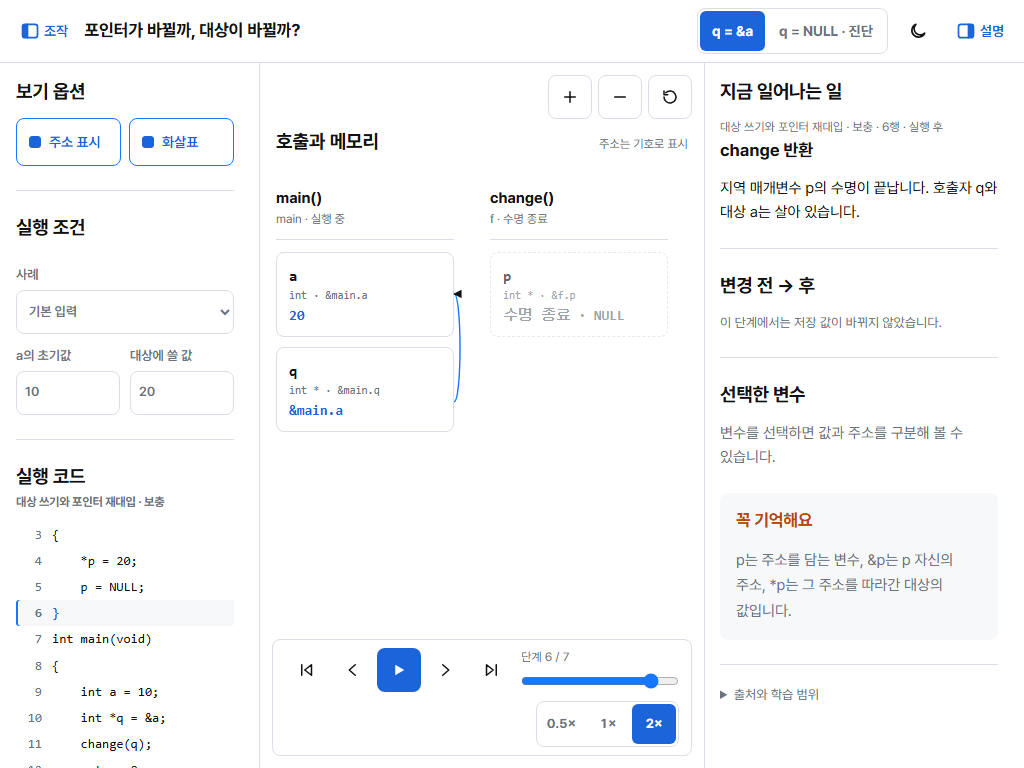 조작
포인터가 바뀔까, 대상이 바뀔까?
q = &a
q = NULL · 진단
설명
보기 옵션
주소 표시
화살표
실행 조건
사례
기본 입력
a의 초기값
대상에 쓸 값
10
20
실행 코드
대상 쓰기와 포인터 재대입 · 보충
3 {
4 *p = 20;
5 p = NULL;
6 }
7 int main(void)
8 {
9 int a = 10;
10 int *q = &a;
11 change(q);
호출과 메모리
주소는 기호로 표시
main()
main · 실행 중
a
int · &main.a
20
q
int * · &main.q
&main.a
change()
f · 수명 종료
p
int * · &f.p
수명 종료 · NULL
단계 6 / 7
0.5×
1×
2×
지금 일어나는 일
대상 쓰기와 포인터 재대입 · 보충 · 6행 · 실행 후
change 반환
지역 매개변수 p의 수명이 끝납니다. 호출자 q와
대상 a는 살아 있습니다.
변경 전 → 후
이 단계에서는 저장 값이 바뀌지 않았습니다.
선택한 변수
변수를 선택하면 값과 주소를 구분해 볼 수
있습니다.
꼭 기억해요
p는 주소를 담는 변수, &p는 p 자신의
주소, *p는 그 주소를 따라간 대상의
값입니다.
출처와 학습 범위